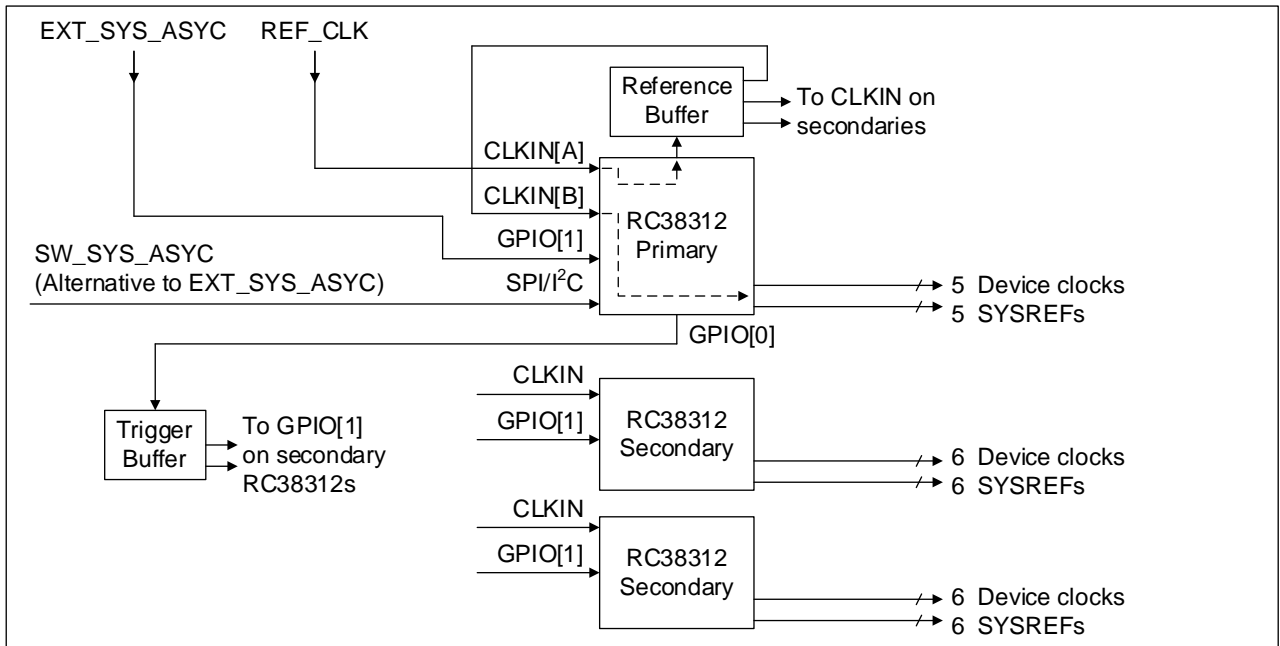 EXT_SYS_ASYC
REF_CLK
Reference
Buffer
To CLKIN on
secondaries
CLKIN[A]
CLKIN[B]
GPIO[1]
SPI/I²C
RC38312
Primary
SW_SYS_ASYC
(Alternative to EXT_SYS_ASYC)
5 Device clocks
5 SYSREFs
GPIO[0]
Trigger
Buffer
To GPIO[1]
on secondary
RC38312s
CLKIN
GPIO[1]
RC38312
Secondary
6 Device clocks
6 SYSREFs
CLKIN
GPIO[1]
RC38312
Secondary
6 Device clocks
6 SYSREFs